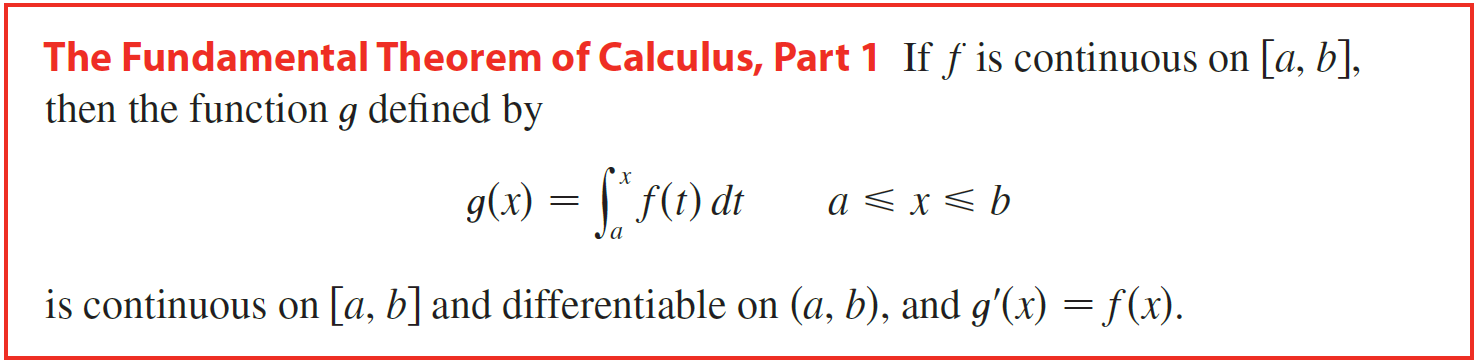 The Fundamental Theorem of Calculus, Part 1 If f is continuous on [a, b],
then the function g defined by
g(x) = ∫ₐˣ f(t) dt a ⩽ x ⩽ b
is continuous on [a, b] and differentiable on (a, b), and g′(x) = f(x).